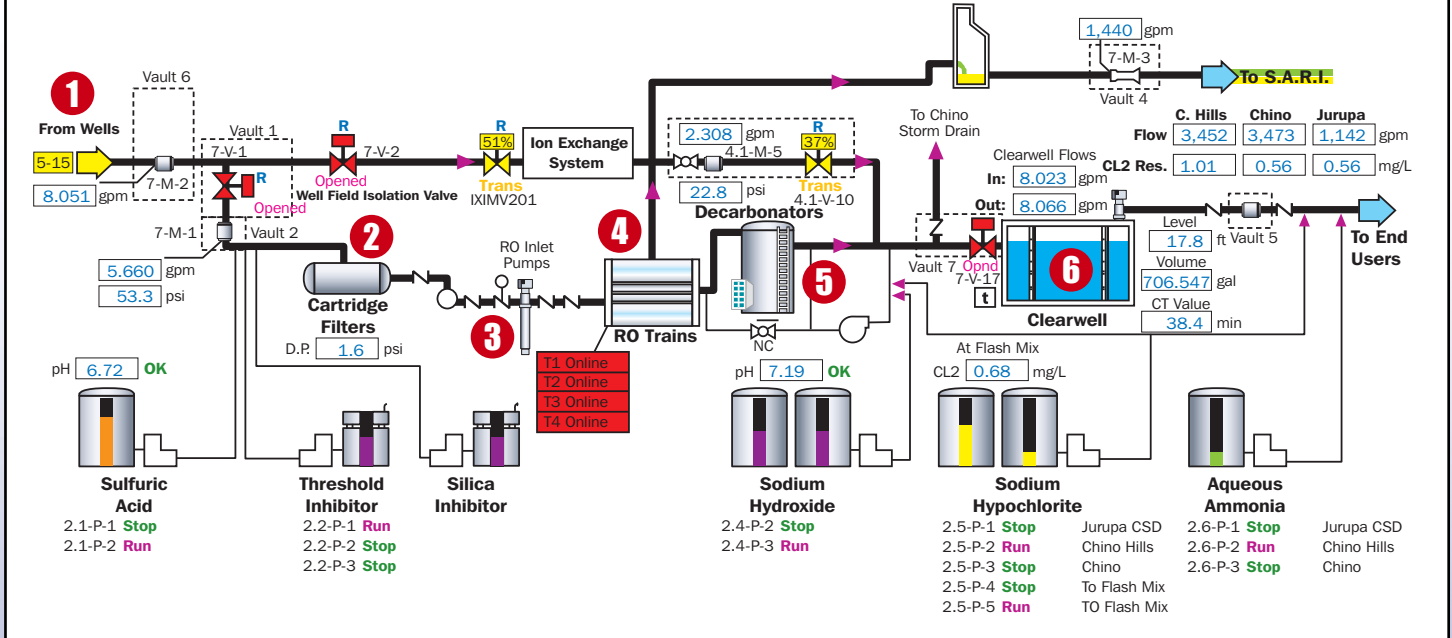 1
From Wells
5-15
8.051 gpm
Vault 6
7-M-2
Vault 1
7-V-1
R
Opened
R
7-V-2
Opened
Well Field Isolation Valve
R
51%
Trans
IXIMV201
Ion Exchange
System
2.308 gpm
4.1-M-5
R
37%
Trans
4.1-V-10
22.8 psi
Decarbonators
1,440 gpm
7-M-3
Vault 4
To S.A.R.I.
To Chino
Storm Drain
C. Hills Chino Jurupa
Flow 3,452 3,473 1,142 gpm
CL2 Res. 1.01 0.56 0.56 mg/L
Clearwell Flows
In: 8.023 gpm
Out: 8.066 gpm
7-M-1
Vault 2
5.660 gpm
53.3 psi
2
Cartridge
Filters
D.P. 1.6 psi
RO Inlet
Pumps
3
4
RO Trains
T1 Online
T2 Online
T3 Online
T4 Online
5
NC
Vault 7
Opnd
7-V-17
t
6
Clearwell
Level
17.8 ft
Volume
706.547 gal
CT Value
38.4 min
Vault 5
To End
Users
pH 6.72 OK
Sulfuric
Acid
2.1-P-1 Stop
2.1-P-2 Run
Threshold
Inhibitor
2.2-P-1 Run
2.2-P-2 Stop
2.2-P-3 Stop
Silica
Inhibitor
pH 7.19 OK
Sodium
Hydroxide
2.4-P-2 Stop
2.4-P-3 Run
At Flash Mix
CL2 0.68 mg/L
Sodium
Hypochlorite
2.5-P-1 Stop Jurupa CSD
2.5-P-2 Run Chino Hills
2.5-P-3 Stop Chino
2.5-P-4 Stop To Flash Mix
2.5-P-5 Run TO Flash Mix
Aqueous
Ammonia
2.6-P-1 Stop Jurupa CSD
2.6-P-2 Run Chino Hills
2.6-P-3 Stop Chino